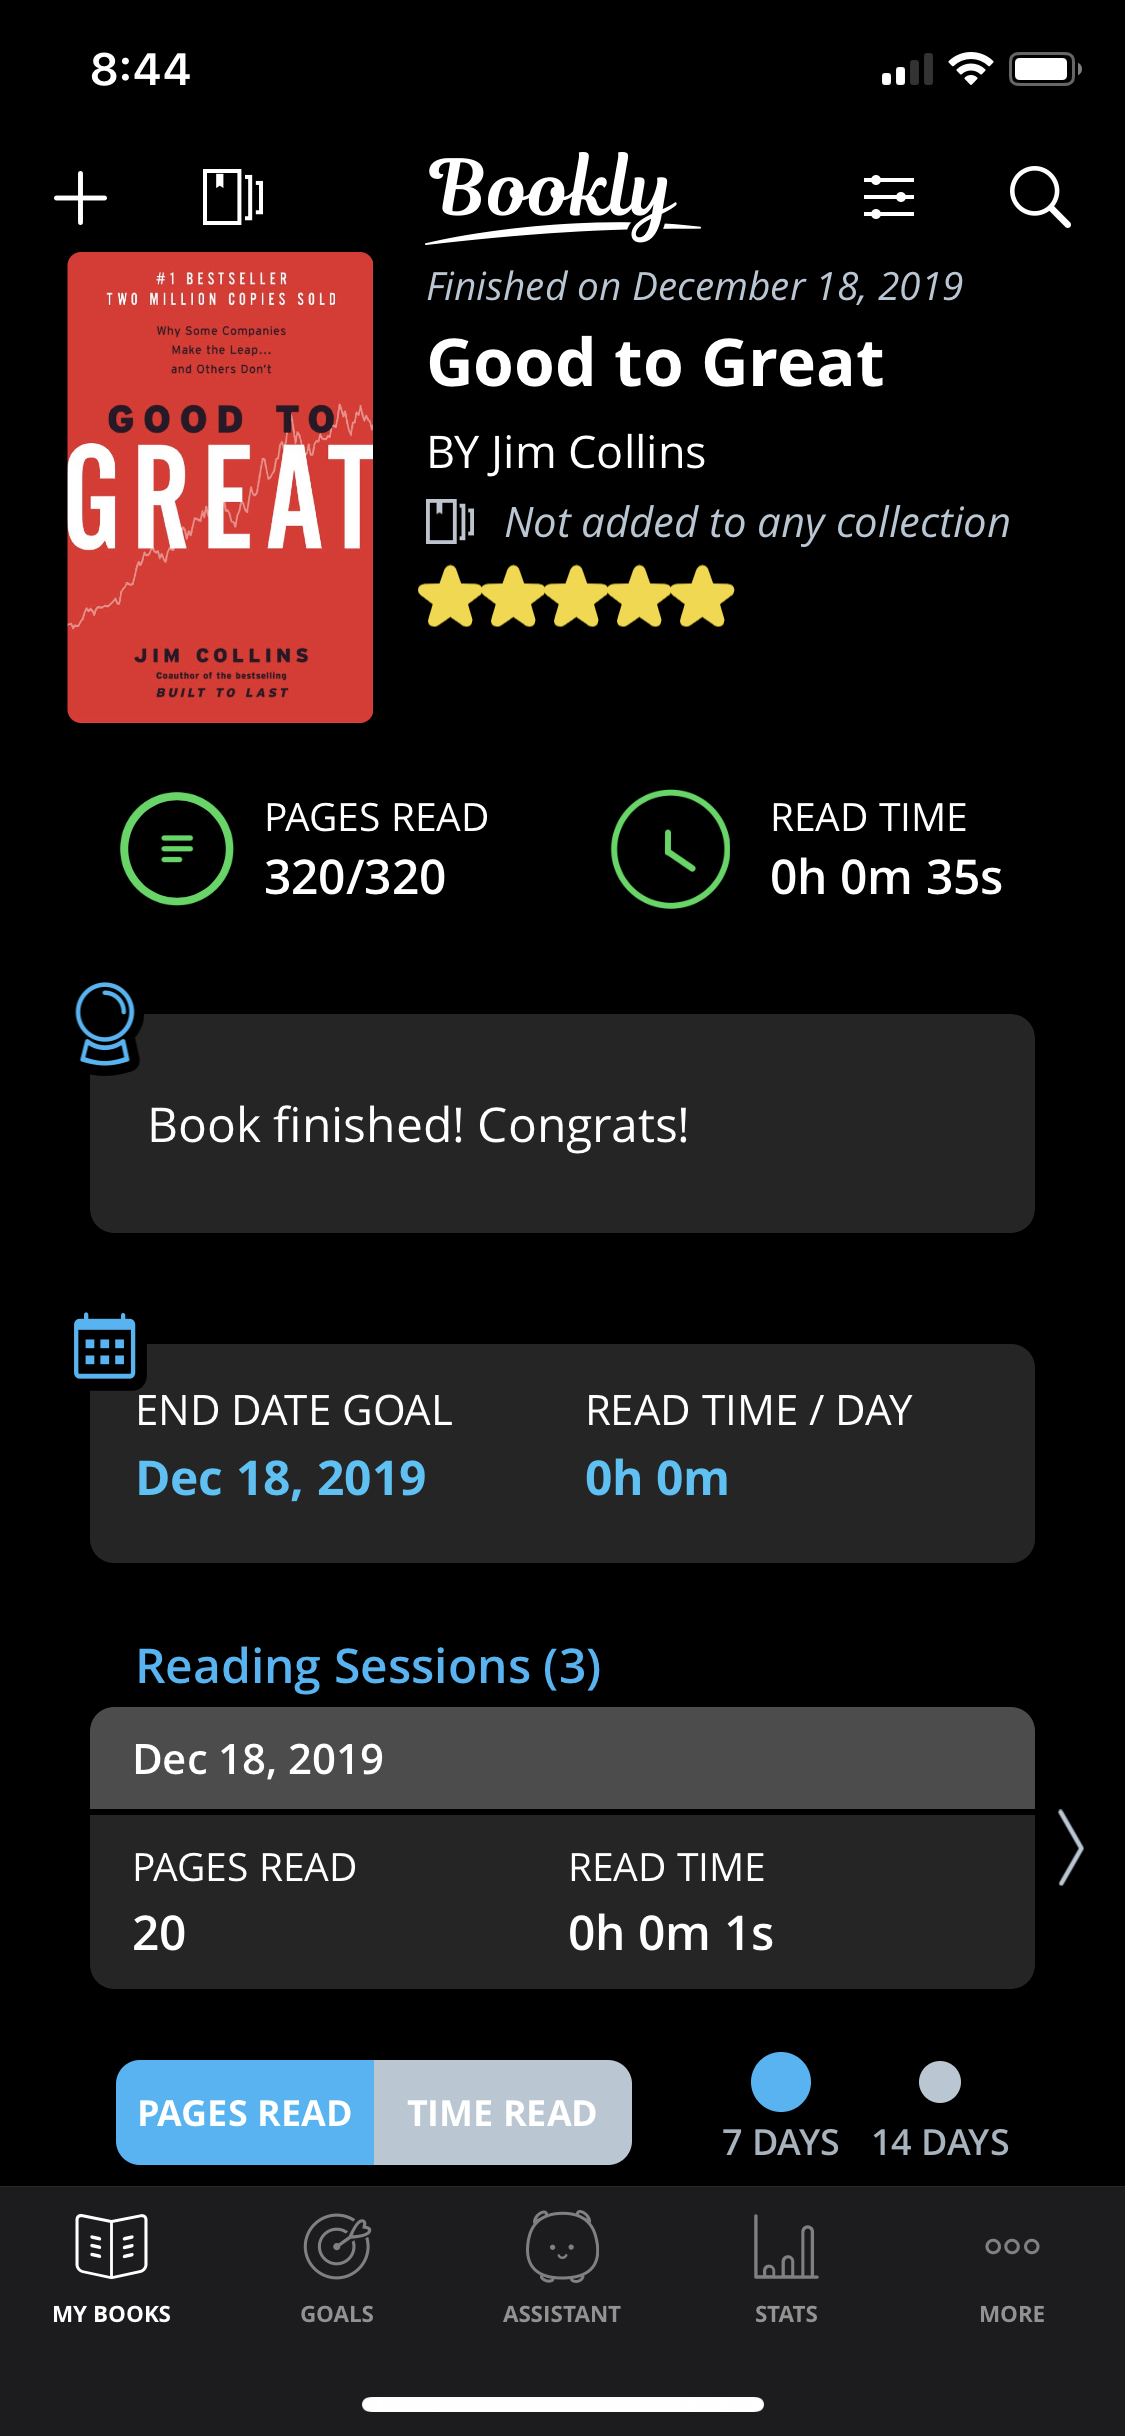 8:44
Bookly
#1 BESTSELLER
TWO MILLION COPIES SOLD
Why Some Companies
Make the Leap...
and Others Don't
GOOD TO
GREAT
JIM COLLINS
Coauthor of the bestselling
BUILT TO LAST
Finished on December 18, 2019
Good to Great
BY Jim Collins
Not added to any collection
PAGES READ
320/320
READ TIME
0h 0m 35s
Book finished! Congrats!
END DATE GOAL
Dec 18, 2019
READ TIME / DAY
0h 0m
Reading Sessions (3)
Dec 18, 2019
PAGES READ
20
READ TIME
0h 0m 1s
PAGES READ
TIME READ
7 DAYS
14 DAYS
MY BOOKS
GOALS
ASSISTANT
STATS
MORE